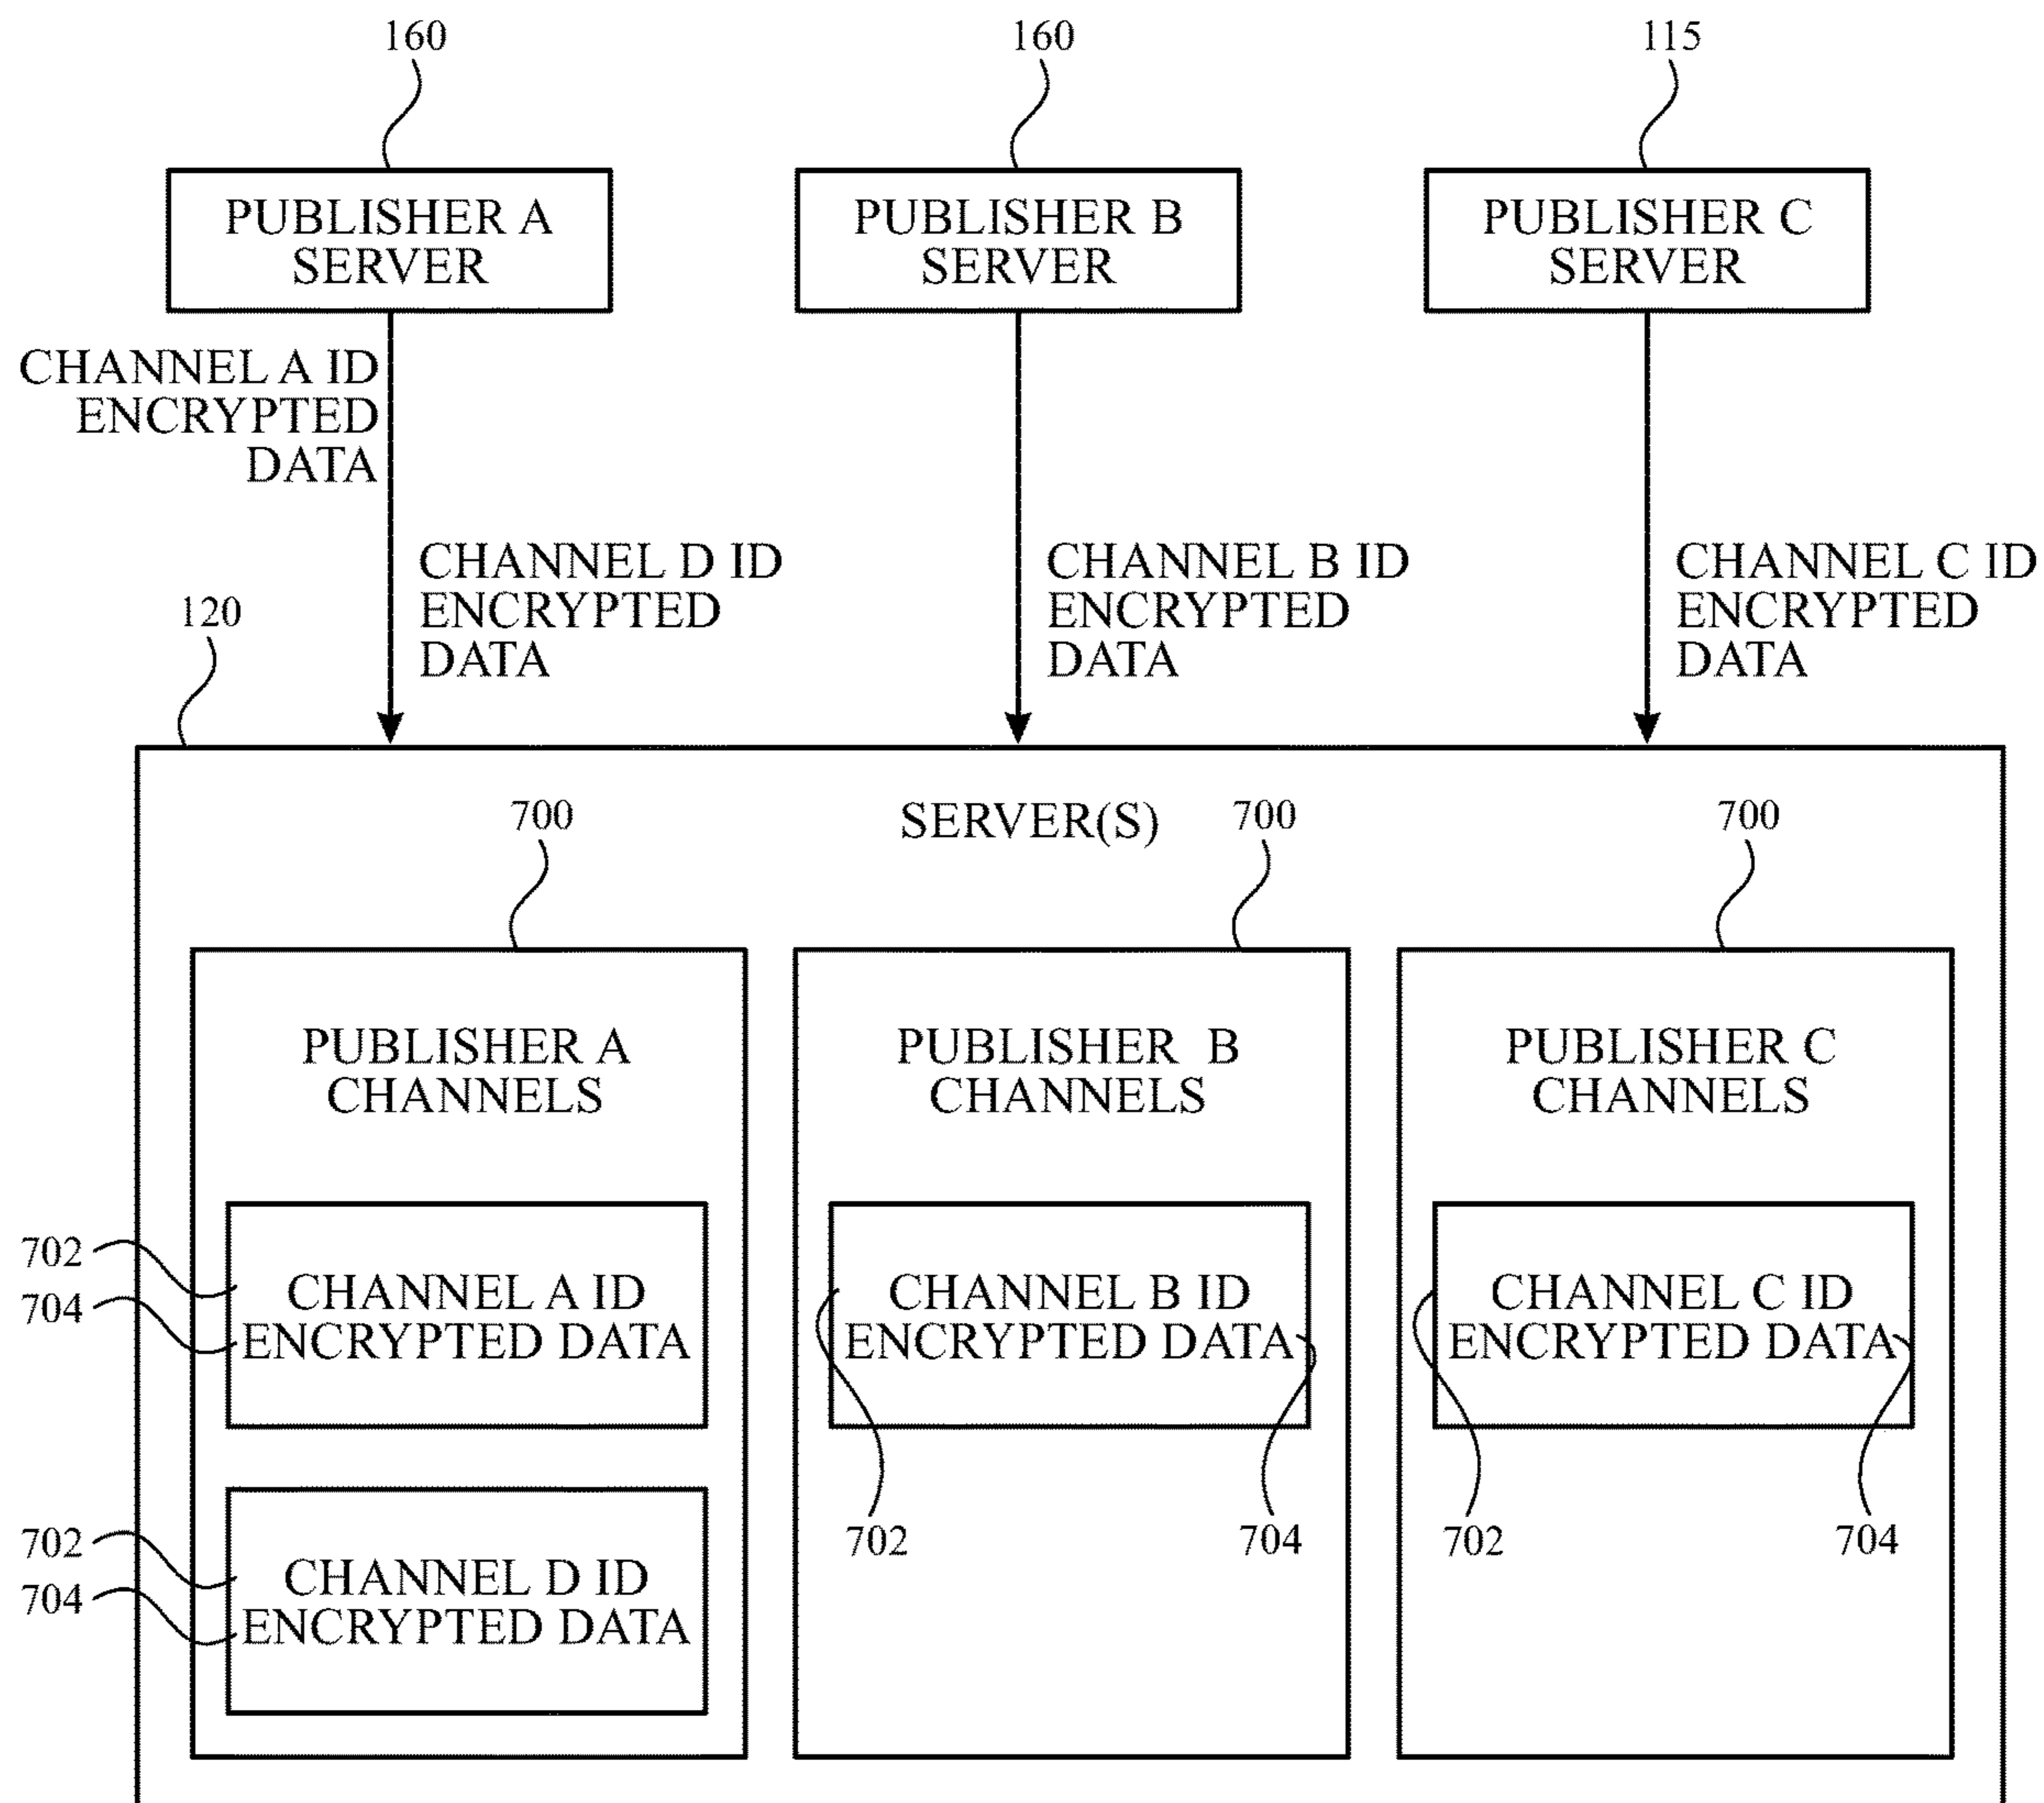 160
160
115
PUBLISHER A
SERVER
PUBLISHER B
SERVER
PUBLISHER C
SERVER
CHANNEL A ID
ENCRYPTED
DATA
CHANNEL D ID
ENCRYPTED
DATA
CHANNEL B ID
ENCRYPTED
DATA
CHANNEL C ID
ENCRYPTED
DATA
120
SERVER(S)
700
700
700
PUBLISHER A
CHANNELS
PUBLISHER B
CHANNELS
PUBLISHER C
CHANNELS
702
704
CHANNEL A ID
ENCRYPTED DATA
CHANNEL B ID
ENCRYPTED DATA
CHANNEL C ID
ENCRYPTED DATA
702
704
702
704
702
704
CHANNEL D ID
ENCRYPTED DATA